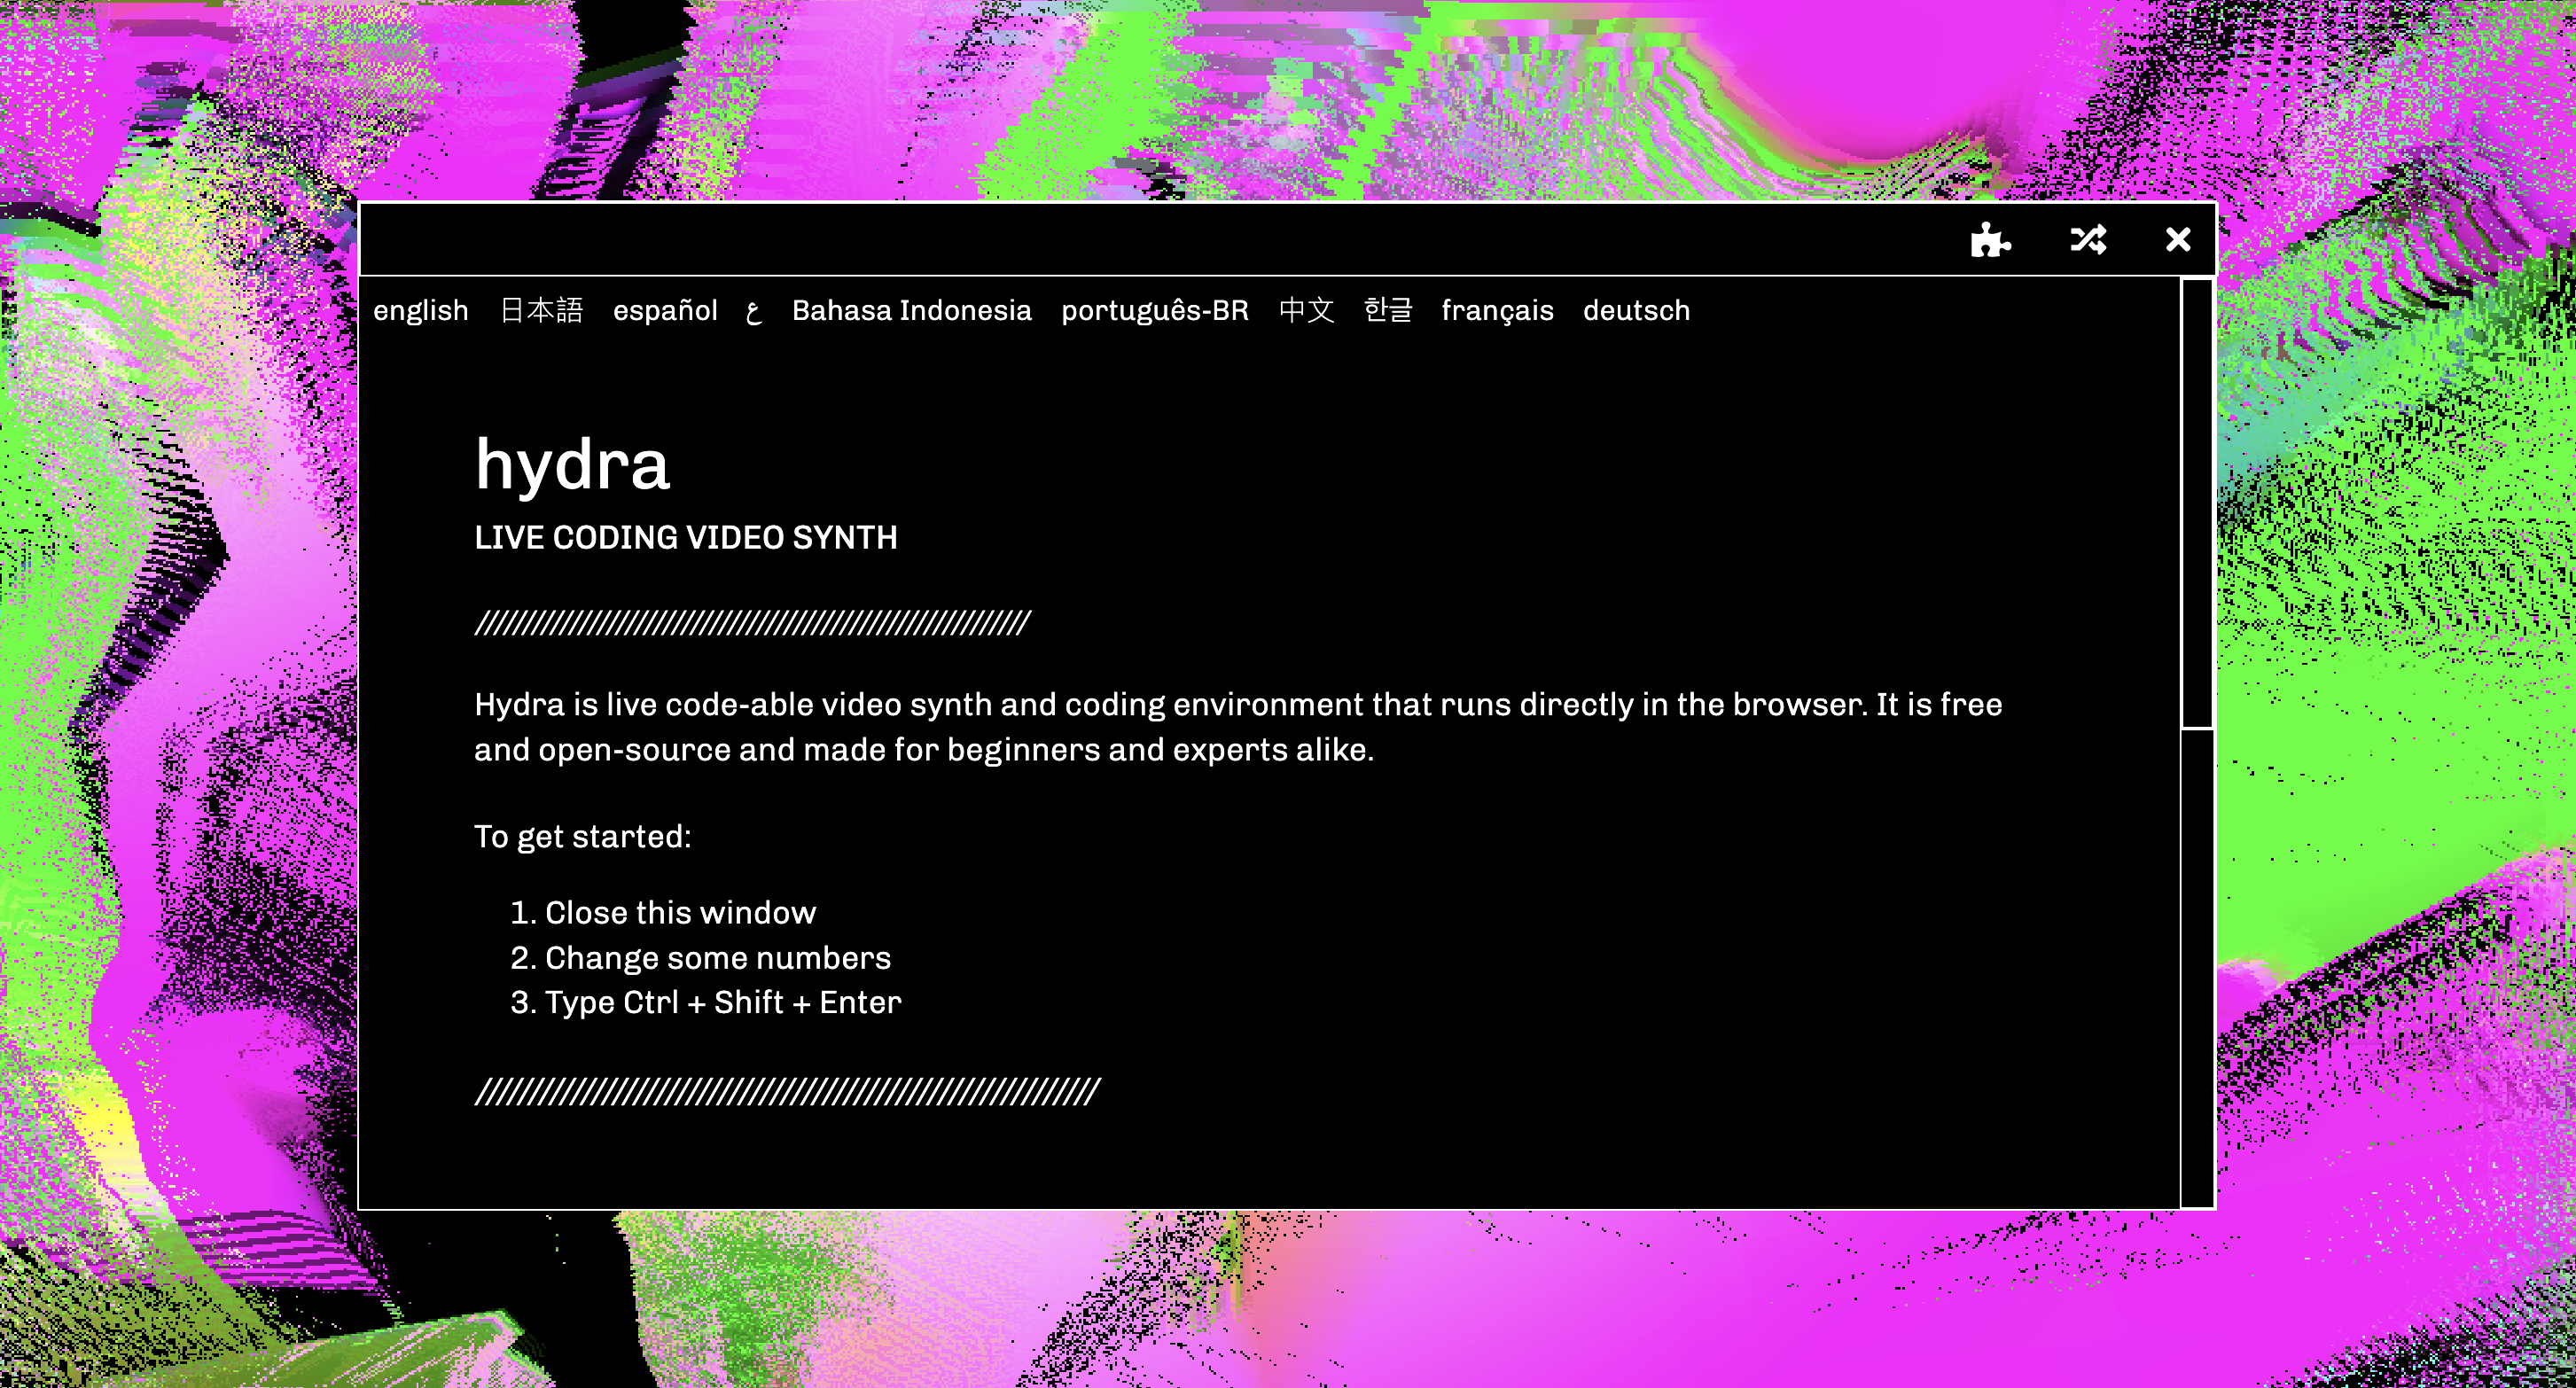 english 日本語 español ع Bahasa Indonesia português-BR 中文 한글 français deutsch
hydra
LIVE CODING VIDEO SYNTH
////////////////////////////////////////////////////////////
Hydra is live code-able video synth and coding environment that runs directly in the browser. It is free
and open-source and made for beginners and experts alike.
To get started:
1. Close this window
2. Change some numbers
3. Type Ctrl + Shift + Enter
////////////////////////////////////////////////////////////////////